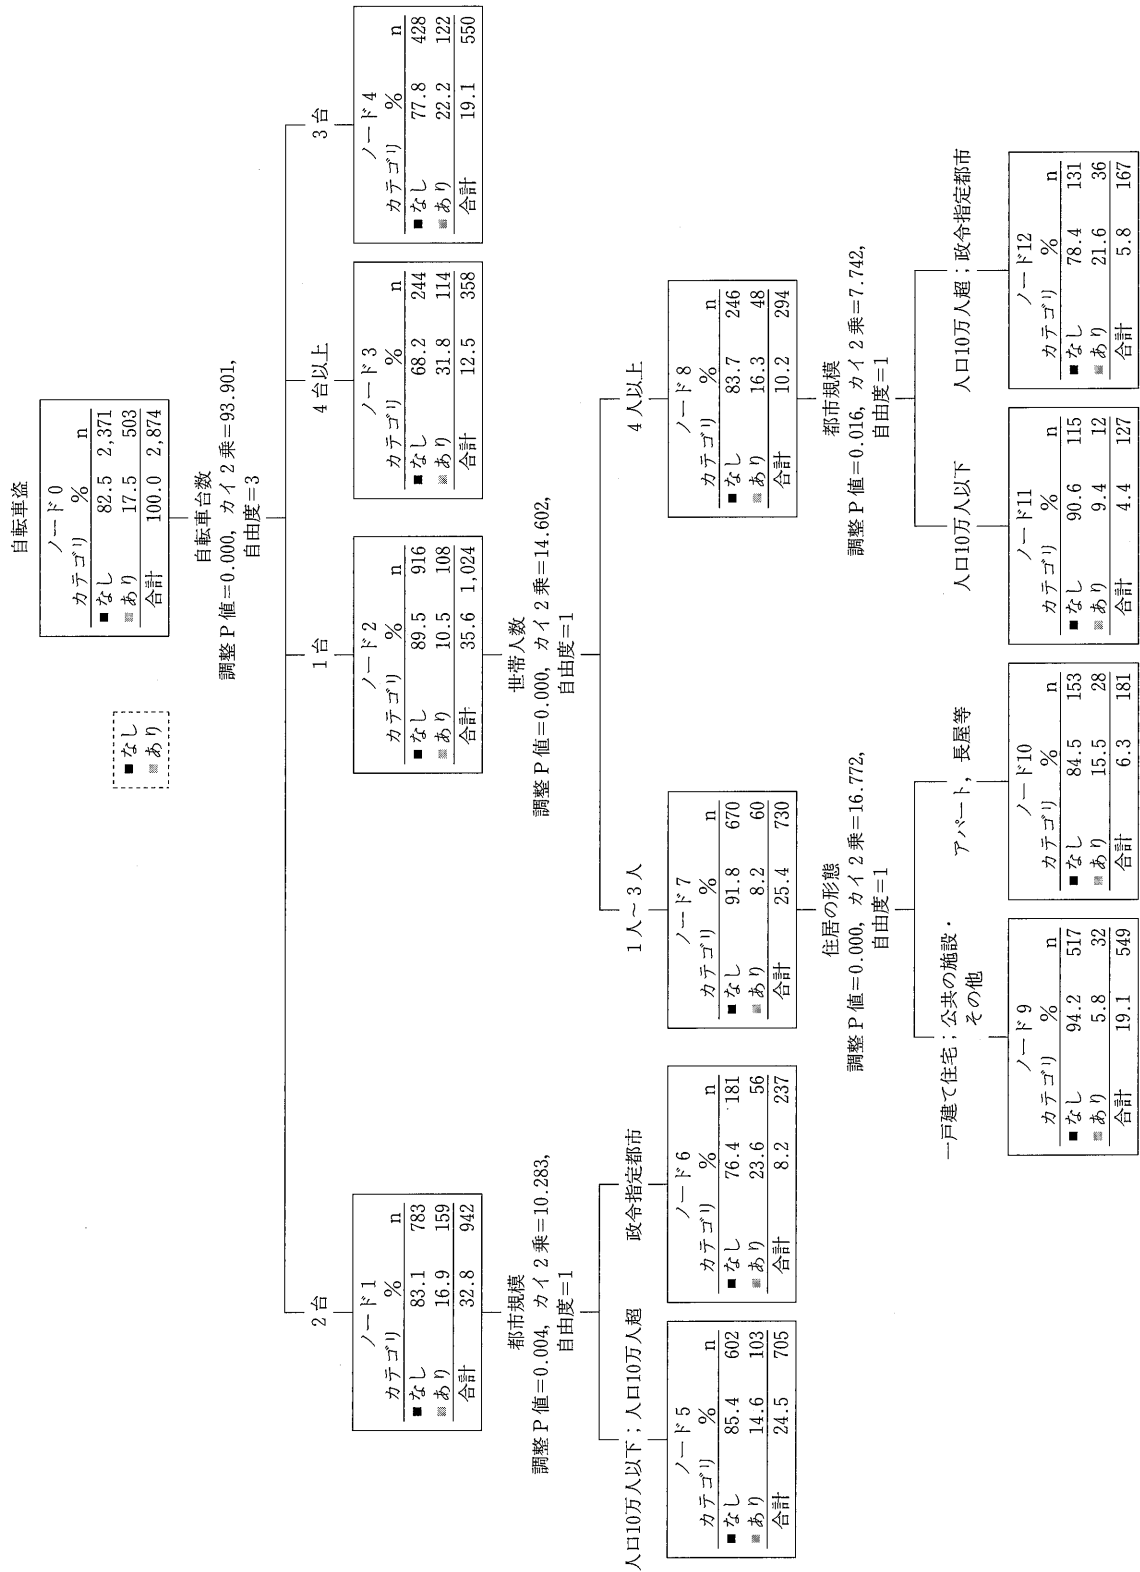 自転車盗
ノード0
カテゴリ % n
■なし 82.5 2,371
■あり 17.5 503
合計 100.0 2,874
■なし
■あり
自転車台数
調整P値=0.000, カイ2乗=93.901,
自由度=3
2台
ノード1
カテゴリ % n
■なし 83.1 783
■あり 16.9 159
合計 32.8 942
1台
ノード2
カテゴリ % n
■なし 89.5 916
■あり 10.5 108
合計 35.6 1,024
4台以上
ノード3
カテゴリ % n
■なし 68.2 244
■あり 31.8 114
合計 12.5 358
3台
ノード4
カテゴリ % n
■なし 77.8 428
■あり 22.2 122
合計 19.1 550
都市規模
調整P値=0.004, カイ2乗=10.283,
自由度=1
世帯人数
調整P値=0.000, カイ2乗=14.602,
自由度=1
人口10万人以下;人口10万人超
ノード5
カテゴリ % n
■なし 85.4 602
■あり 14.6 103
合計 24.5 705
政令指定都市
ノード6
カテゴリ % n
■なし 76.4 181
■あり 23.6 56
合計 8.2 237
1人～3人
ノード7
カテゴリ % n
■なし 91.8 670
■あり 8.2 60
合計 25.4 730
4人以上
ノード8
カテゴリ % n
■なし 83.7 246
■あり 16.3 48
合計 10.2 294
住居の形態
調整P値=0.000, カイ2乗=16.772,
自由度=1
都市規模
調整P値=0.016, カイ2乗=7.742,
自由度=1
一戸建て住宅;公共の施設・
その他
ノード9
カテゴリ % n
■なし 94.2 517
■あり 5.8 32
合計 19.1 549
アパート,長屋等
ノード10
カテゴリ % n
■なし 84.5 153
■あり 15.5 28
合計 6.3 181
人口10万人以下
ノード11
カテゴリ % n
■なし 90.6 115
■あり 9.4 12
合計 4.4 127
人口10万人超;政令指定都市
ノード12
カテゴリ % n
■なし 78.4 131
■あり 21.6 36
合計 5.8 167